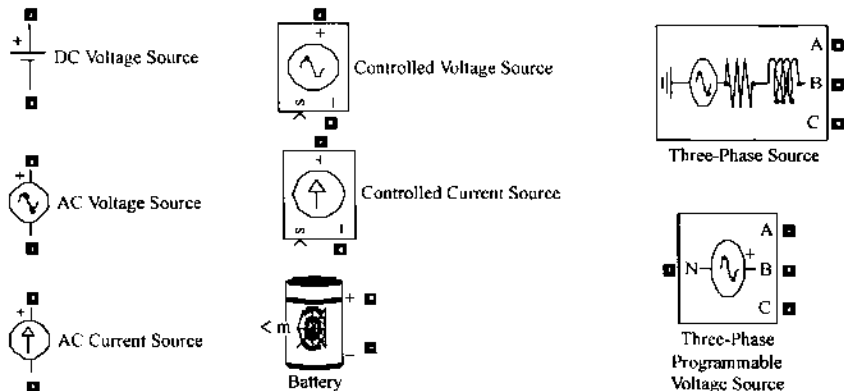 +
DC Voltage Source
+
AC Voltage Source
+
AC Current Source
+
s
−
Controlled Voltage Source
+
s
−
Controlled Current Source
< m
+
−
Battery
A
B
C
Three-Phase Source
A
N
+
B
C
Three-Phase
Programmable
Voltage Source